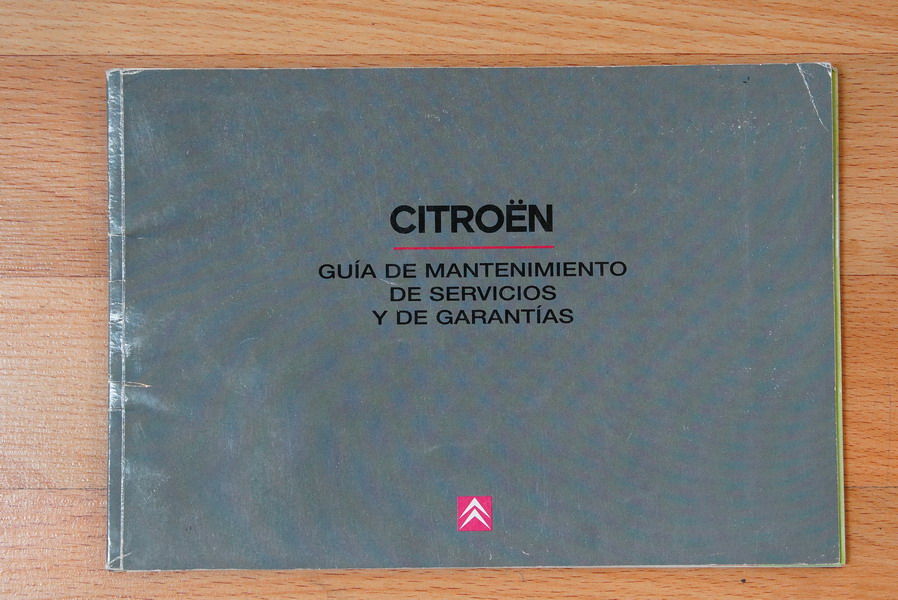 CITROËN
GUÍA DE MANTENIMIENTO
DE SERVICIOS
Y DE GARANTÍAS